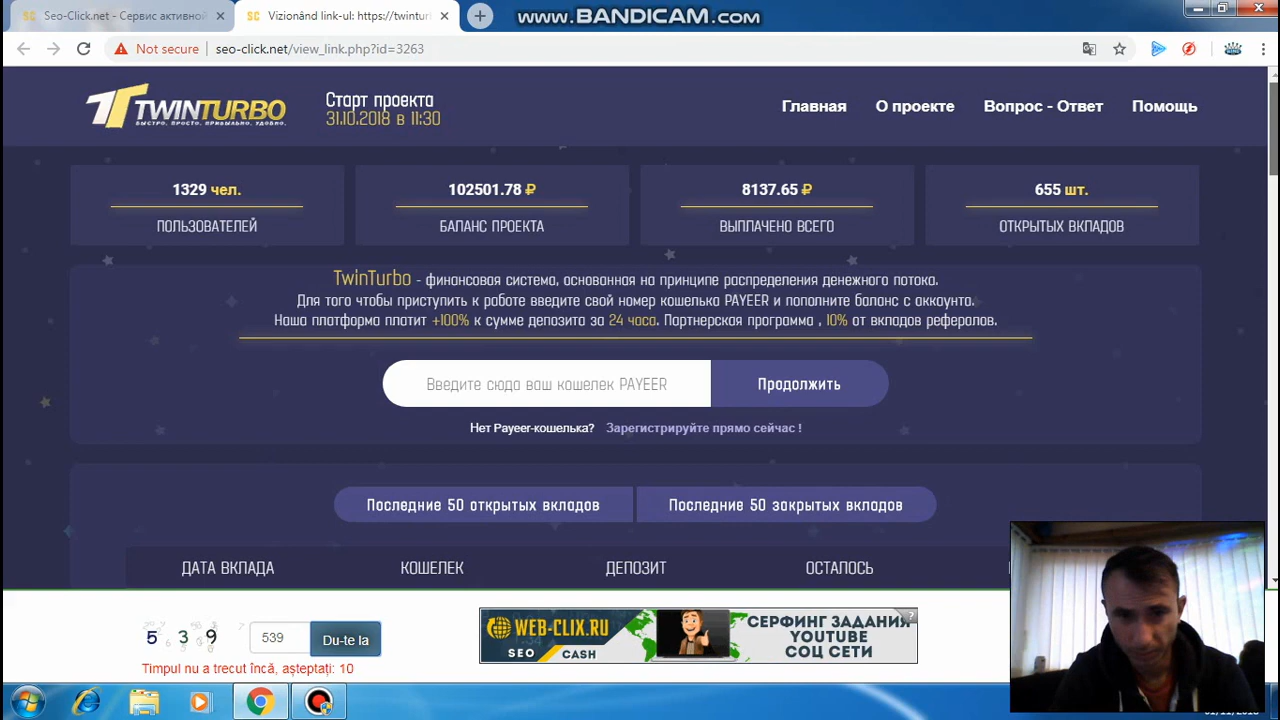 Seo-Click.net - Сервис активной
Vizionând link-ul: https://twintur
www.BANDICAM.com
Not secure
seo-click.net/view_link.php?id=3263
TWINTURBO
БЫСТРО. ПРОСТО. ПРИБЫЛЬНО. УДОБНО.
Старт проекта
31.10.2018 в 11:30
Главная
О проекте
Вопрос - Ответ
Помощь
1329 чел.
ПОЛЬЗОВАТЕЛЕЙ
102501.78 ₽
БАЛАНС ПРОЕКТА
8137.65 ₽
ВЫПЛАЧЕНО ВСЕГО
655 шт.
ОТКРЫТЫХ ВКЛАДОВ
TwinTurbo - финансовая система, основанная на принципе распределения денежного потока.
Для того чтобы приступить к работе введите свой номер кошелька PAYEER и пополните баланс с аккаунта.
Наша платформа платит +100% к сумме депозита за 24 часа. Партнерская программа , 10% от вкладов рефералов.
Введите сюда ваш кошелек PAYEER
Продолжить
Нет Payeer-кошелька? Зарегистрируйте прямо сейчас !
Последние 50 открытых вкладов
Последние 50 закрытых вкладов
ДАТА ВКЛАДА
КОШЕЛЕК
ДЕПОЗИТ
ОСТАЛОСЬ
5 3 9
539
Du-te la
Timpul nu a trecut încă, așteptați: 10
WEB-CLIX.RU
SEO
CASH
СЕРФИНГ ЗАДАНИЯ
YOUTUBE
СОЦ СЕТИ